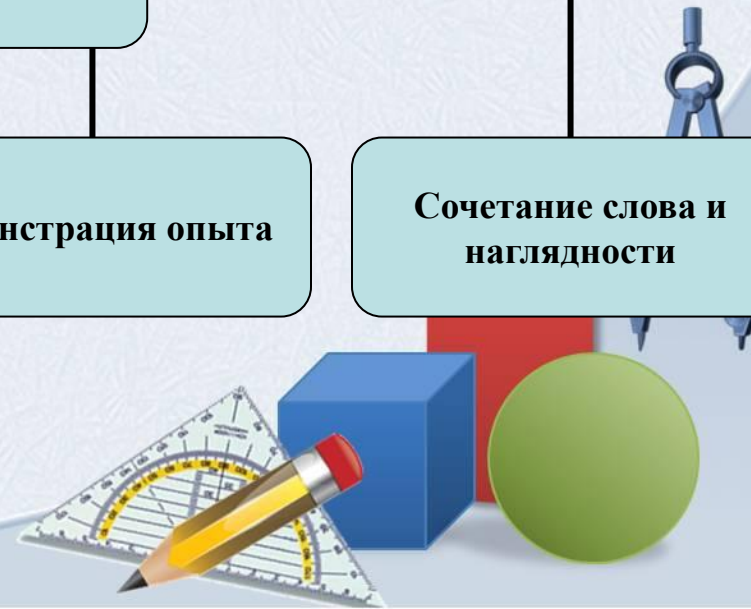 нстрация опыта
Сочетание слова и
наглядности